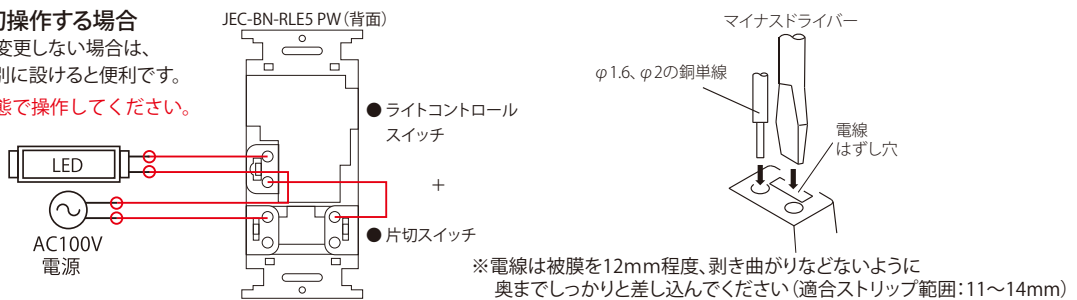 切操作する場合
変更しない場合は、
別に設けると便利です。
態で操作してください。
JEC-BN-RLE5 PW（背面）
● ライトコントロール
スイッチ
+
● 片切スイッチ
LED
AC100V
電源
マイナスドライバー
φ1.6、φ2の銅単線
電線
はずし穴
※電線は被膜を12mm程度、剥き曲がりなどないように
奥までしっかりと差し込んでください（適合ストリップ範囲：11〜14mm）